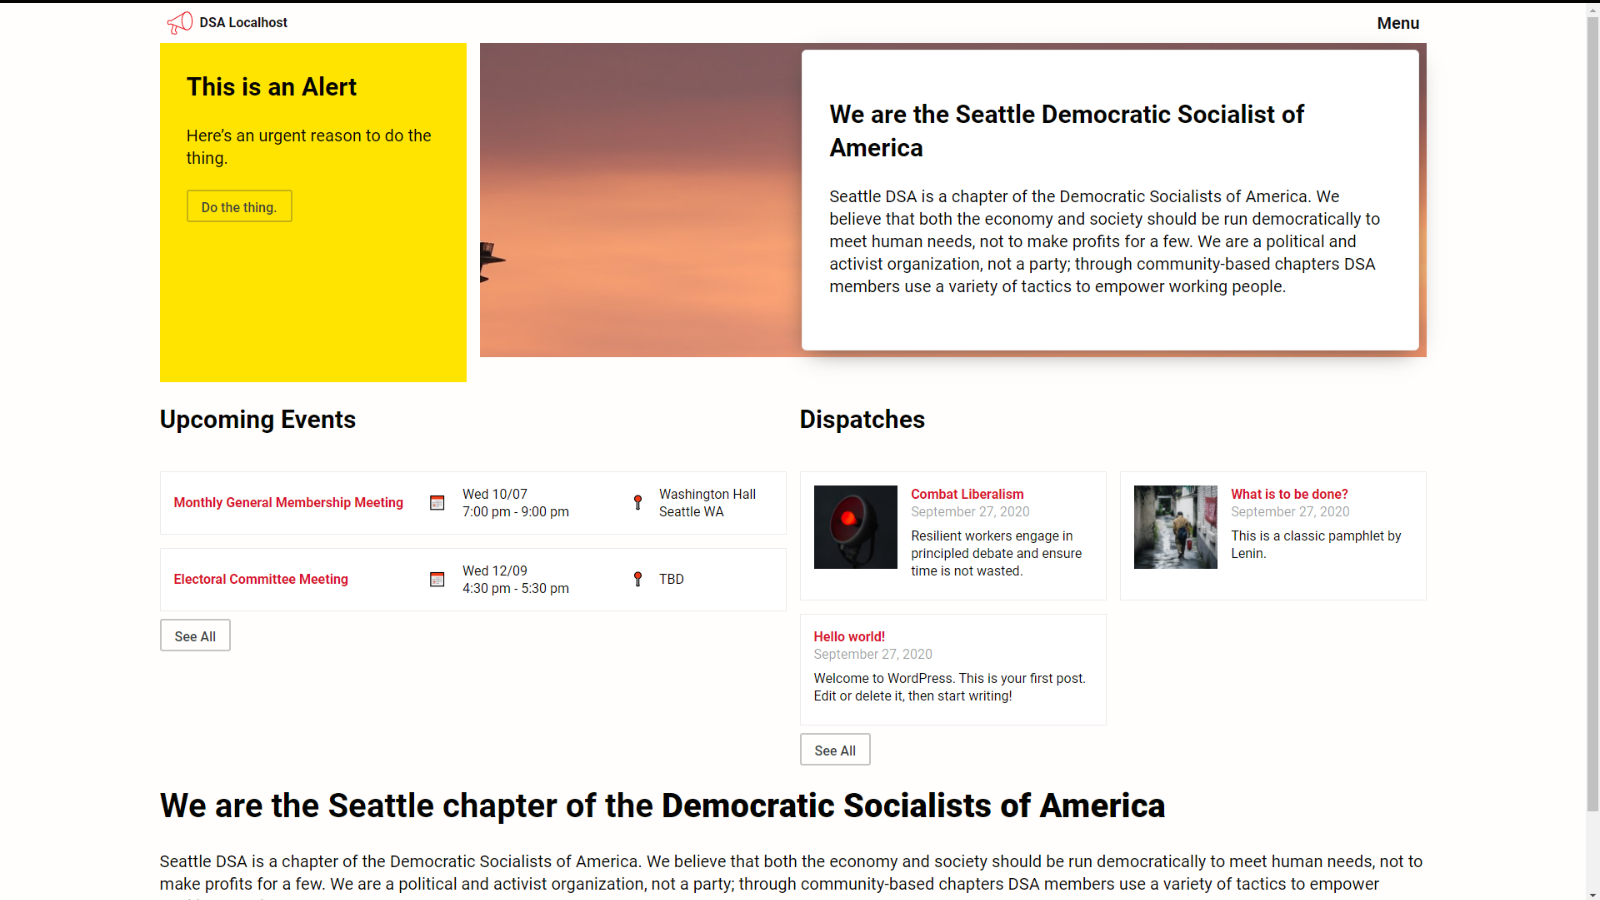 DSA Localhost
Menu
This is an Alert
Here's an urgent reason to do the
thing.
Do the thing.
We are the Seattle Democratic Socialist of
America
Seattle DSA is a chapter of the Democratic Socialists of America. We
believe that both the economy and society should be run democratically to
meet human needs, not to make profits for a few. We are a political and
activist organization, not a party; through community-based chapters DSA
members use a variety of tactics to empower working people.
Upcoming Events
Monthly General Membership Meeting
Wed 10/07
7:00 pm - 9:00 pm
Washington Hall
Seattle WA
Electoral Committee Meeting
Wed 12/09
4:30 pm - 5:30 pm
TBD
See All
Dispatches
Combat Liberalism
September 27, 2020
Resilient workers engage in
principled debate and ensure
time is not wasted.
What is to be done?
September 27, 2020
This is a classic pamphlet by
Lenin.
Hello world!
September 27, 2020
Welcome to WordPress. This is your first post.
Edit or delete it, then start writing!
See All
We are the Seattle chapter of the Democratic Socialists of America
Seattle DSA is a chapter of the Democratic Socialists of America. We believe that both the economy and society should be run democratically to meet human needs, not to
make profits for a few. We are a political and activist organization, not a party; through community-based chapters DSA members use a variety of tactics to empower